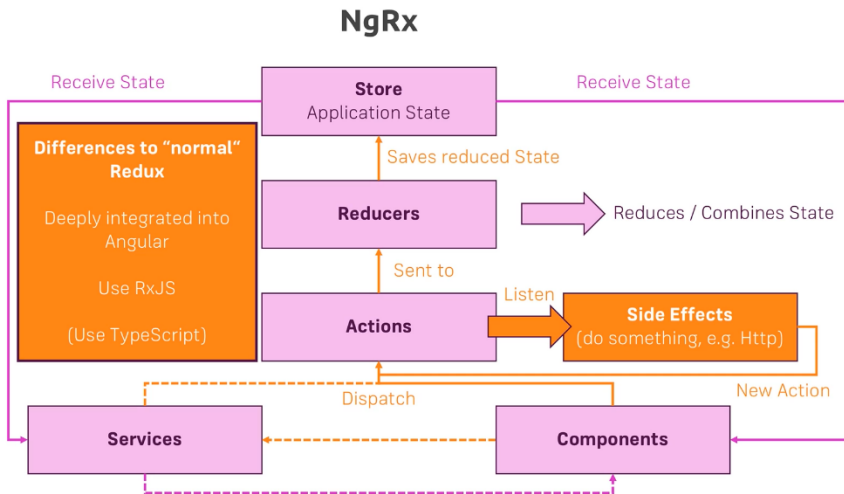 NgRx
Receive State
Store
Application State
Receive State
Differences to "normal"
Redux
Deeply integrated into
Angular
Use RxJS
(Use TypeScript)
Saves reduced State
Reducers
Reduces / Combines State
Sent to
Actions
Listen
Side Effects
(do something, e.g. Http)
New Action
Dispatch
Services
Components